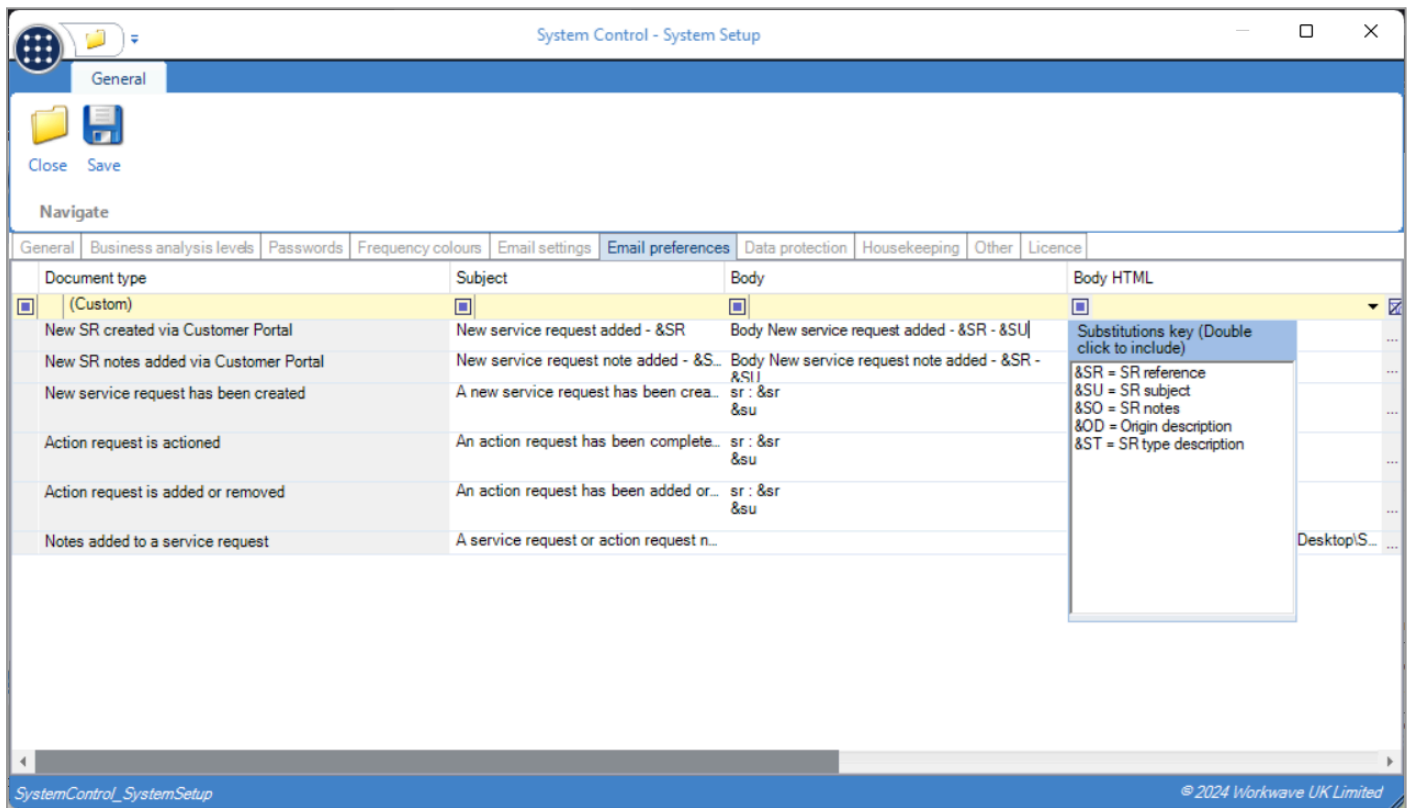 System Control - System Setup
General
Close Save
Navigate
General Business analysis levels Passwords Frequency colours Email settings Email preferences Data protection Housekeeping Other Licence
Document type Subject Body Body HTML
(Custom)
New SR created via Customer Portal New service request added - &SR Body New service request added - &SR - &SU
Substitutions key (Double
click to include)
...
New SR notes added via Customer Portal New service request note added - &S... Body New service request note added - &SR -
&SU
...
&SR = SR reference
&SU = SR subject
&SO = SR notes
&OD = Origin description
&ST = SR type description
New service request has been created A new service request has been crea... sr : &sr
&su
...
Action request is actioned An action request has been complete... sr : &sr
&su
...
Action request is added or removed An action request has been added or... sr : &sr
&su
...
Notes added to a service request A service request or action request n... Desktop\S... ...
SystemControl_SystemSetup © 2024 Workwave UK Limited